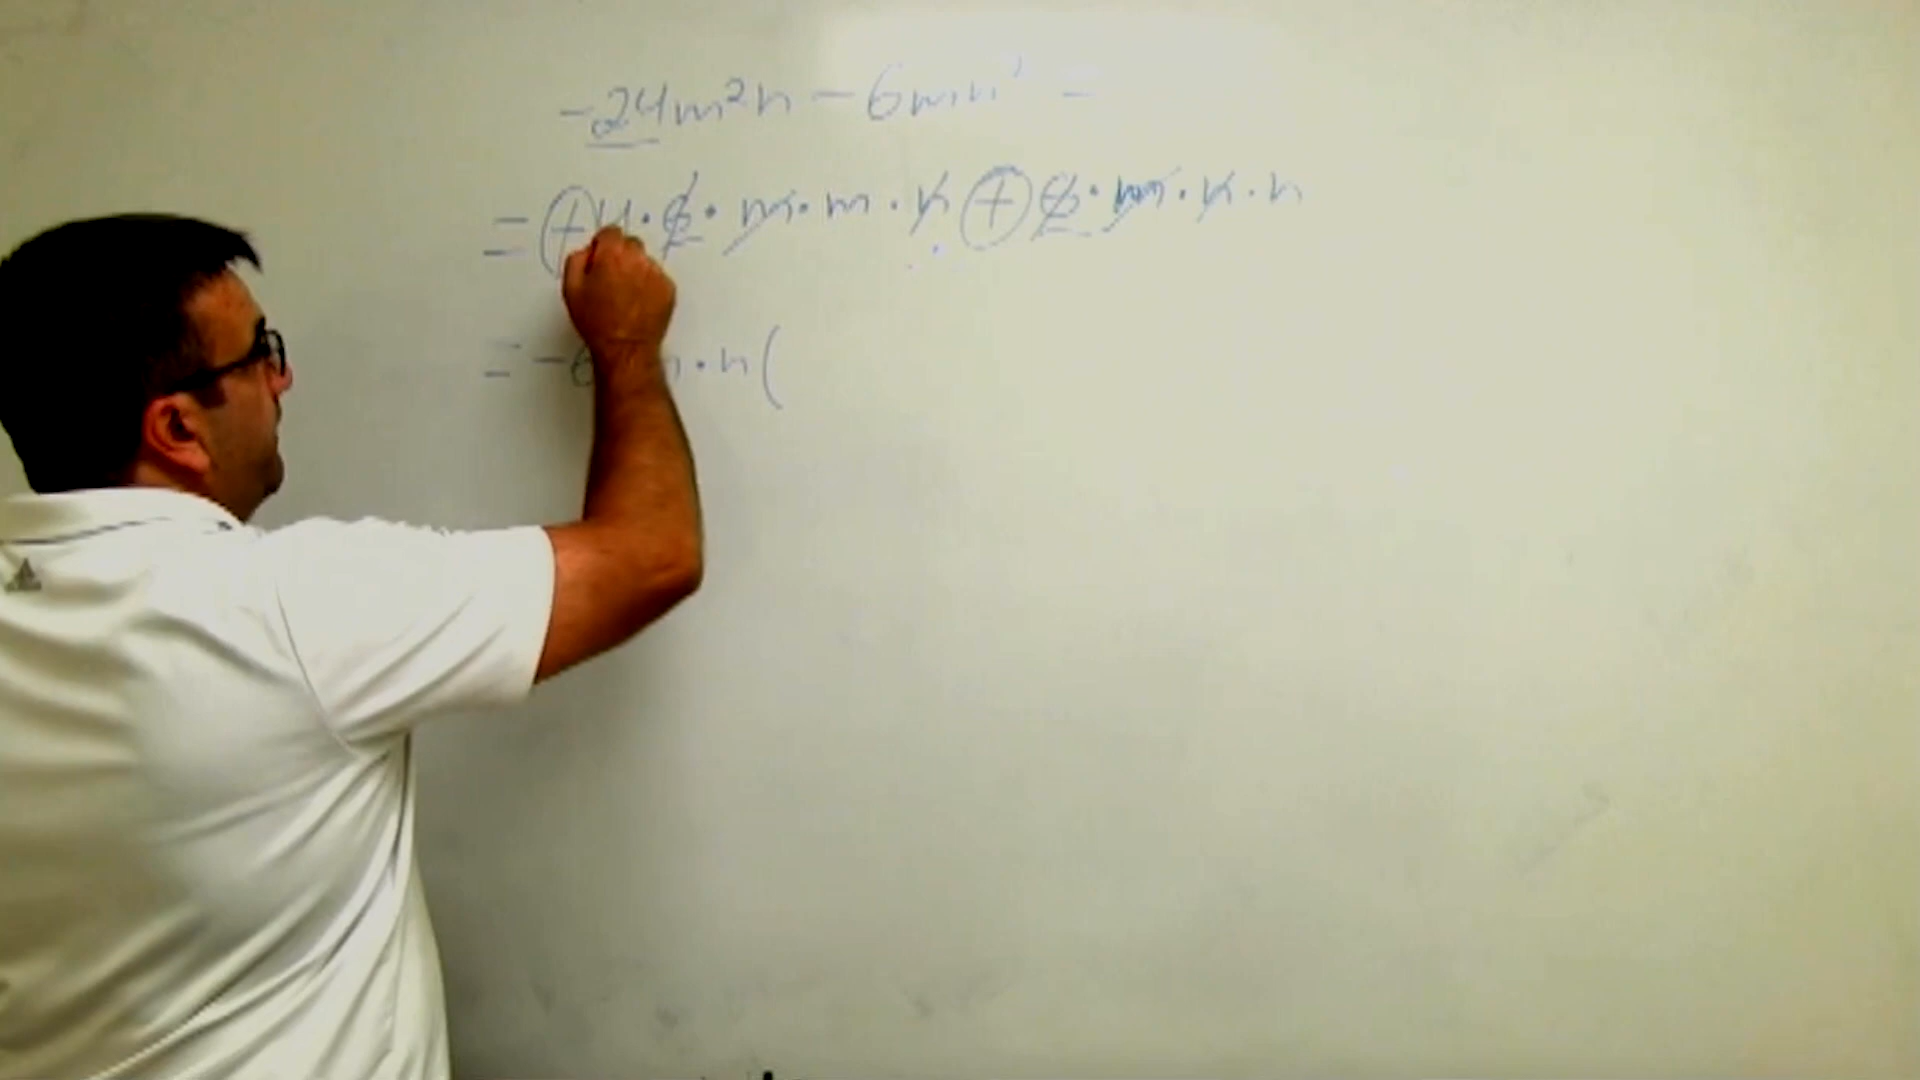 -24m²n - 6mn² =
= +4·6·m·m·n + 6·m·n·n
= -6 ·n(